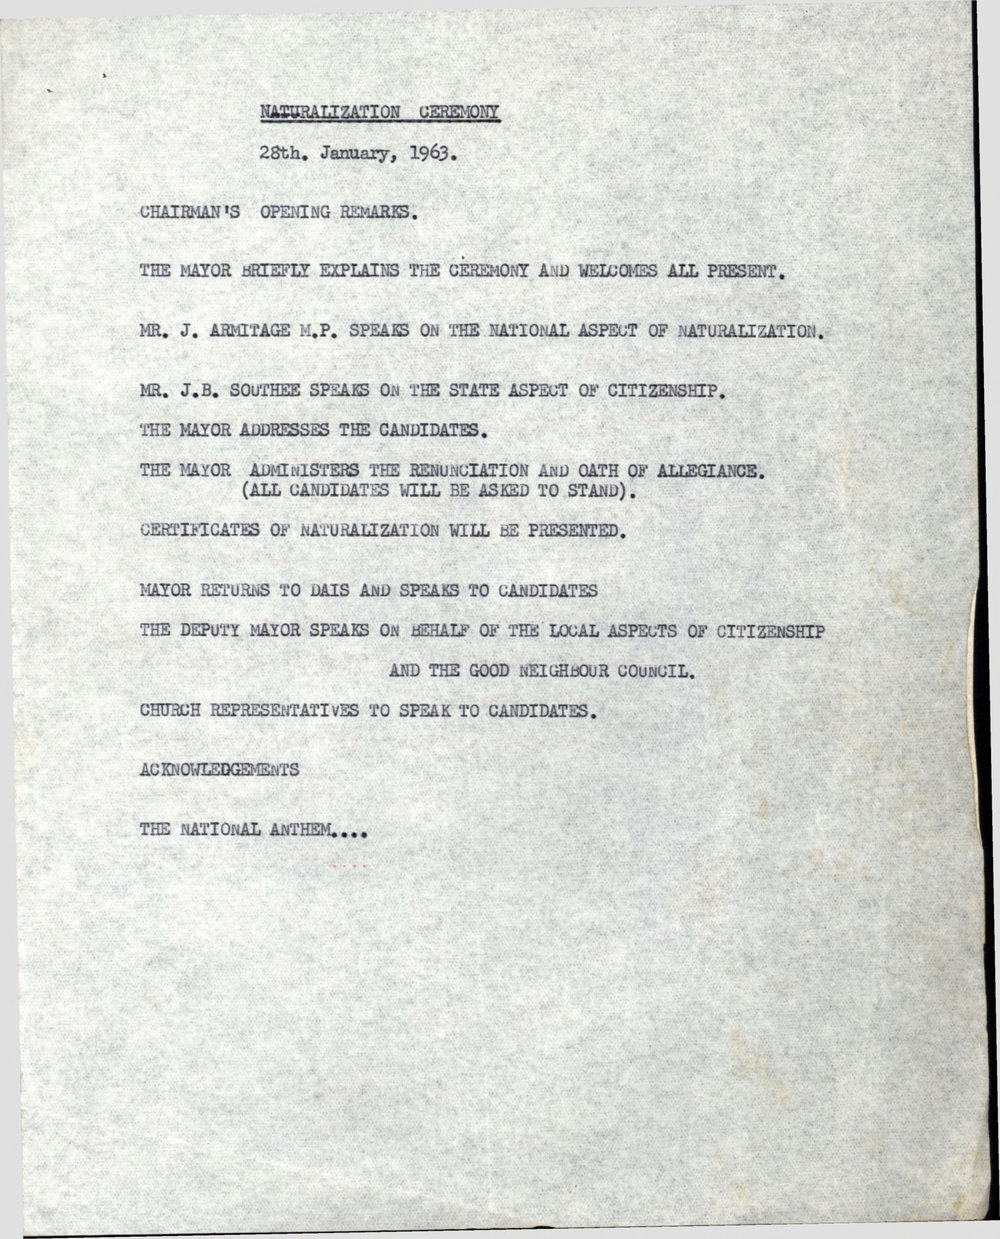 NATURALIZATION CEREMONY
28th. January, 1963.
CHAIRMAN'S OPENING REMARKS.
THE MAYOR BRIEFLY EXPLAINS THE CEREMONY AND WELCOMES ALL PRESENT.
MR. J. ARMITAGE M.P. SPEAKS ON THE NATIONAL ASPECT OF NATURALIZATION.
MR. J.B. SOUTHEE SPEAKS ON THE STATE ASPECT OF CITIZENSHIP.
THE MAYOR ADDRESSES THE CANDIDATES.
THE MAYOR ADMINISTERS THE RENUNCIATION AND OATH OF ALLEGIANCE.
(ALL CANDIDATES WILL BE ASKED TO STAND).
CERTIFICATES OF NATURALIZATION WILL BE PRESENTED.
MAYOR RETURNS TO DAIS AND SPEAKS TO CANDIDATES
THE DEPUTY MAYOR SPEAKS ON BEHALF OF THE LOCAL ASPECTS OF CITIZENSHIP
AND THE GOOD NEIGHBOUR COUNCIL.
CHURCH REPRESENTATIVES TO SPEAK TO CANDIDATES.
ACKNOWLEDGEMENTS
THE NATIONAL ANTHEM....